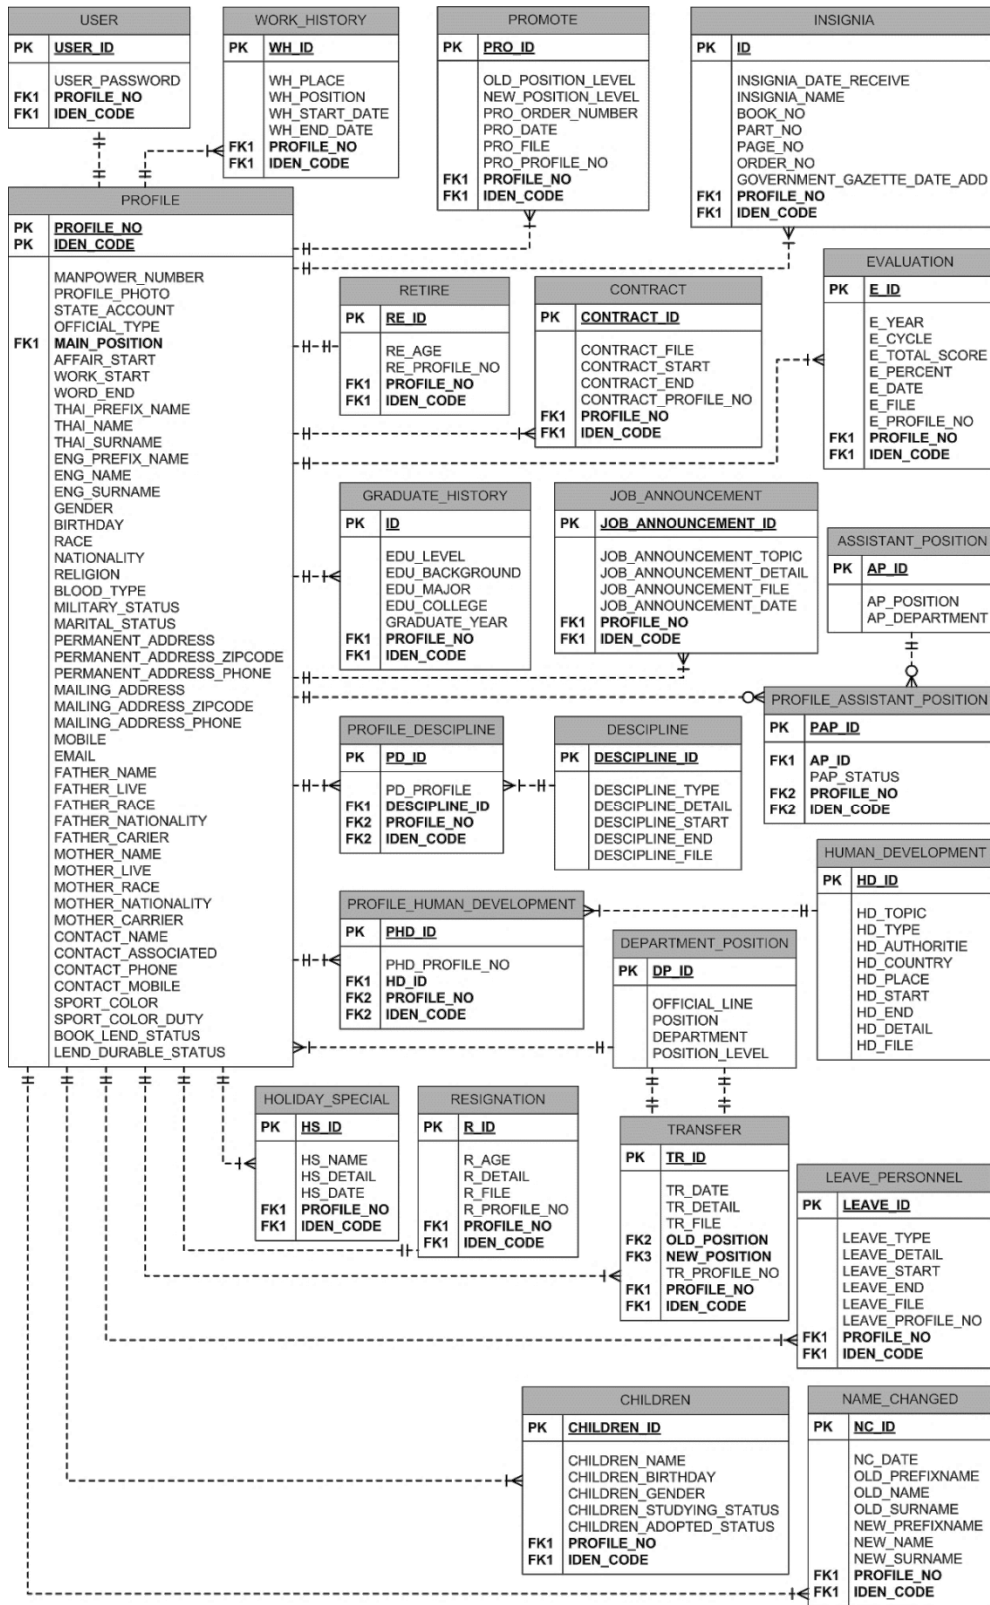 USER
PK USER_ID
USER_PASSWORD
FK1 PROFILE_NO
FK1 IDEN_CODE
WORK_HISTORY
PK WH_ID
WH_PLACE
WH_POSITION
WH_START_DATE
WH_END_DATE
FK1 PROFILE_NO
FK1 IDEN_CODE
PROMOTE
PK PRO_ID
OLD_POSITION_LEVEL
NEW_POSITION_LEVEL
PRO_ORDER_NUMBER
PRO_DATE
PRO_FILE
PRO_PROFILE_NO
FK1 PROFILE_NO
FK1 IDEN_CODE
INSIGNIA
PK ID
INSIGNIA_DATE_RECEIVE
INSIGNIA_NAME
BOOK_NO
PART_NO
PAGE_NO
ORDER_NO
GOVERNMENT_GAZETTE_DATE_ADD
FK1 PROFILE_NO
FK1 IDEN_CODE
PROFILE
PK PROFILE_NO
PK IDEN_CODE
MANPOWER_NUMBER
PROFILE_PHOTO
STATE_ACCOUNT
OFFICIAL_TYPE
FK1 MAIN_POSITION
AFFAIR_START
WORK_START
WORD_END
THAI_PREFIX_NAME
THAI_NAME
THAI_SURNAME
ENG_PREFIX_NAME
ENG_NAME
ENG_SURNAME
GENDER
BIRTHDAY
RACE
NATIONALITY
RELIGION
BLOOD_TYPE
MILITARY_STATUS
MARITAL_STATUS
PERMANENT_ADDRESS
PERMANENT_ADDRESS_ZIPCODE
PERMANENT_ADDRESS_PHONE
MAILING_ADDRESS
MAILING_ADDRESS_ZIPCODE
MAILING_ADDRESS_PHONE
MOBILE
EMAIL
FATHER_NAME
FATHER_LIVE
FATHER_RACE
FATHER_NATIONALITY
FATHER_CARIER
MOTHER_NAME
MOTHER_LIVE
MOTHER_RACE
MOTHER_NATIONALITY
MOTHER_CARRIER
CONTACT_NAME
CONTACT_ASSOCIATED
CONTACT_PHONE
CONTACT_MOBILE
SPORT_COLOR
SPORT_COLOR_DUTY
BOOK_LEND_STATUS
LEND_DURABLE_STATUS
RETIRE
PK RE_ID
RE_AGE
RE_PROFILE_NO
FK1 PROFILE_NO
FK1 IDEN_CODE
CONTRACT
PK CONTRACT_ID
CONTRACT_FILE
CONTRACT_START
CONTRACT_END
CONTRACT_PROFILE_NO
FK1 PROFILE_NO
FK1 IDEN_CODE
EVALUATION
PK E_ID
E_YEAR
E_CYCLE
E_TOTAL_SCORE
E_PERCENT
E_DATE
E_FILE
E_PROFILE_NO
FK1 PROFILE_NO
FK1 IDEN_CODE
GRADUATE_HISTORY
PK ID
EDU_LEVEL
EDU_BACKGROUND
EDU_MAJOR
EDU_COLLEGE
GRADUATE_YEAR
FK1 PROFILE_NO
FK1 IDEN_CODE
JOB_ANNOUNCEMENT
PK JOB_ANNOUNCEMENT_ID
JOB_ANNOUNCEMENT_TOPIC
JOB_ANNOUNCEMENT_DETAIL
JOB_ANNOUNCEMENT_FILE
JOB_ANNOUNCEMENT_DATE
FK1 PROFILE_NO
FK1 IDEN_CODE
ASSISTANT_POSITION
PK AP_ID
AP_POSITION
AP_DEPARTMENT
PROFILE_ASSISTANT_POSITION
PK PAP_ID
FK1 AP_ID
PAP_STATUS
FK2 PROFILE_NO
FK2 IDEN_CODE
PROFILE_DESCIPLINE
PK PD_ID
PD_PROFILE
FK1 DESCIPLINE_ID
FK2 PROFILE_NO
FK2 IDEN_CODE
DESCIPLINE
PK DESCIPLINE_ID
DESCIPLINE_TYPE
DESCIPLINE_DETAIL
DESCIPLINE_START
DESCIPLINE_END
DESCIPLINE_FILE
HUMAN_DEVELOPMENT
PK HD_ID
HD_TOPIC
HD_TYPE
HD_AUTHORITIE
HD_COUNTRY
HD_PLACE
HD_START
HD_END
HD_DETAIL
HD_FILE
PROFILE_HUMAN_DEVELOPMENT
PK PHD_ID
PHD_PROFILE_NO
FK1 HD_ID
FK2 PROFILE_NO
FK2 IDEN_CODE
DEPARTMENT_POSITION
PK DP_ID
OFFICIAL_LINE
POSITION
DEPARTMENT
POSITION_LEVEL
HOLIDAY_SPECIAL
PK HS_ID
HS_NAME
HS_DETAIL
HS_DATE
FK1 PROFILE_NO
FK1 IDEN_CODE
RESIGNATION
PK R_ID
R_AGE
R_DETAIL
R_FILE
R_PROFILE_NO
FK1 PROFILE_NO
FK1 IDEN_CODE
TRANSFER
PK TR_ID
TR_DATE
TR_DETAIL
TR_FILE
FK2 OLD_POSITION
FK3 NEW_POSITION
TR_PROFILE_NO
FK1 PROFILE_NO
FK1 IDEN_CODE
LEAVE_PERSONNEL
PK LEAVE_ID
LEAVE_TYPE
LEAVE_DETAIL
LEAVE_START
LEAVE_END
LEAVE_FILE
LEAVE_PROFILE_NO
FK1 PROFILE_NO
FK1 IDEN_CODE
CHILDREN
PK CHILDREN_ID
CHILDREN_NAME
CHILDREN_BIRTHDAY
CHILDREN_GENDER
CHILDREN_STUDYING_STATUS
CHILDREN_ADOPTED_STATUS
FK1 PROFILE_NO
FK1 IDEN_CODE
NAME_CHANGED
PK NC_ID
NC_DATE
OLD_PREFIXNAME
OLD_NAME
OLD_SURNAME
NEW_PREFIXNAME
NEW_NAME
NEW_SURNAME
FK1 PROFILE_NO
FK1 IDEN_CODE